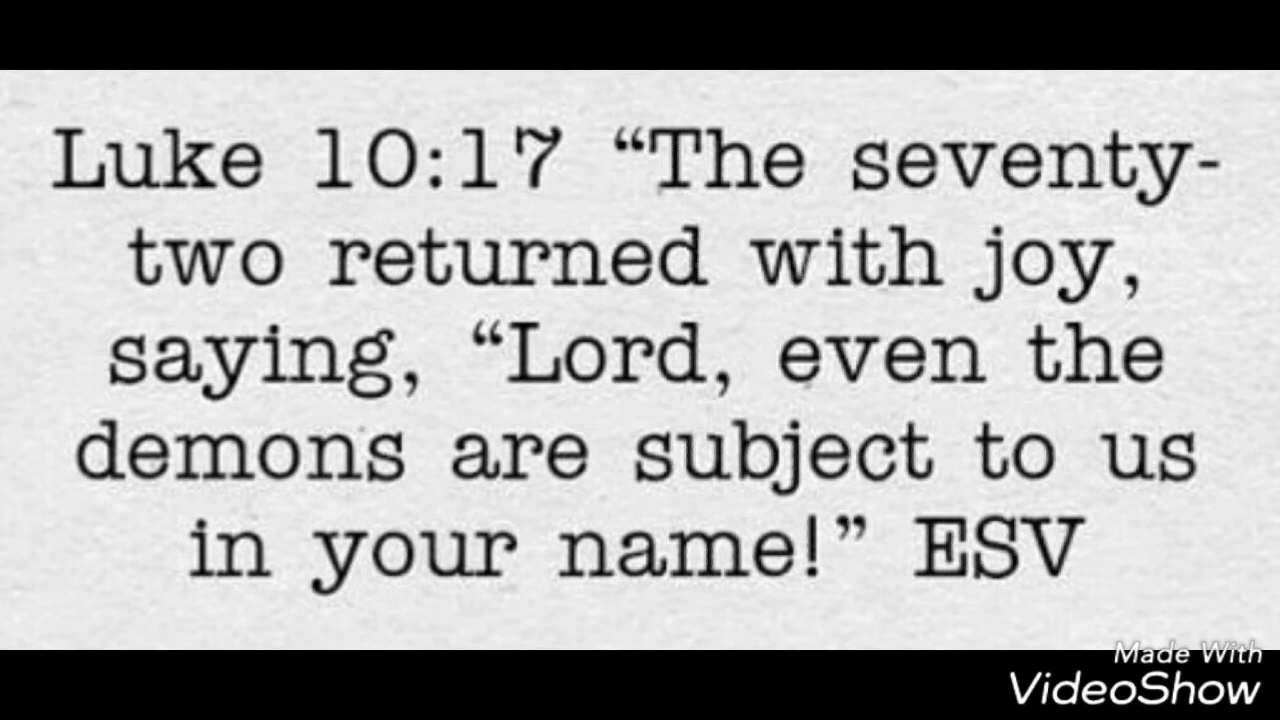 Luke 10:17 “The seventy-
two returned with joy,
saying, “Lord, even the
demons are subject to us
in your name!” ESV
Made With
VideoShow